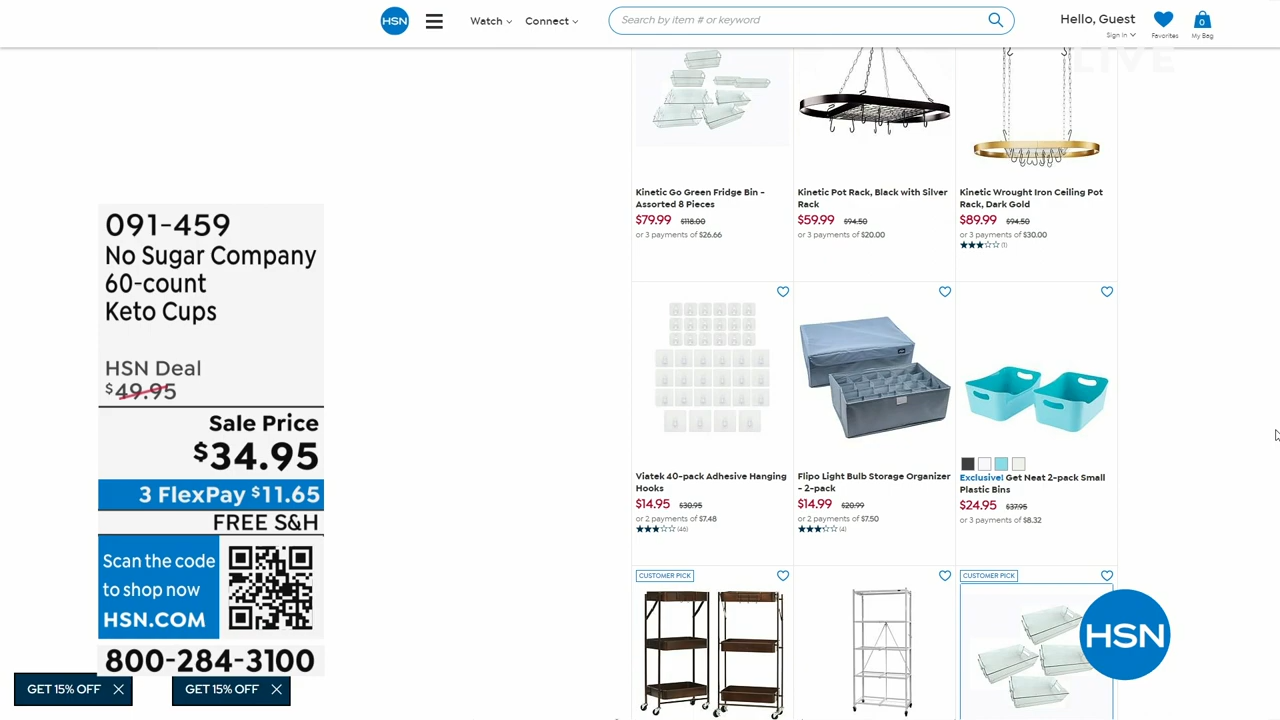 HSN
Watch
Connect
Search by item # or keyword
Hello, Guest
Sign In
Favorites
0
My Bag
LIVE
Kinetic Go Green Fridge Bin -
Assorted 8 Pieces
$79.99 $118.00
or 3 payments of $26.66
Kinetic Pot Rack, Black with Silver
Rack
$59.99 $94.50
or 3 payments of $20.00
Kinetic Wrought Iron Ceiling Pot
Rack, Dark Gold
$89.99 $94.50
or 3 payments of $30.00
(1)
091-459
No Sugar Company
60-count
Keto Cups
HSN Deal
$49.95
Sale Price
$34.95
3 FlexPay $11.65
FREE S&H
Scan the code
to shop now
HSN.COM
800-284-3100
GET 15% OFF
GET 15% OFF
Viatek 40-pack Adhesive Hanging
Hooks
$14.95 $30.95
or 2 payments of $7.48
(46)
Flipo Light Bulb Storage Organizer
- 2-pack
$14.99 $20.99
or 2 payments of $7.50
(4)
Exclusive! Get Neat 2-pack Small
Plastic Bins
$24.95 $37.95
or 3 payments of $8.32
CUSTOMER PICK
CUSTOMER PICK
HSN